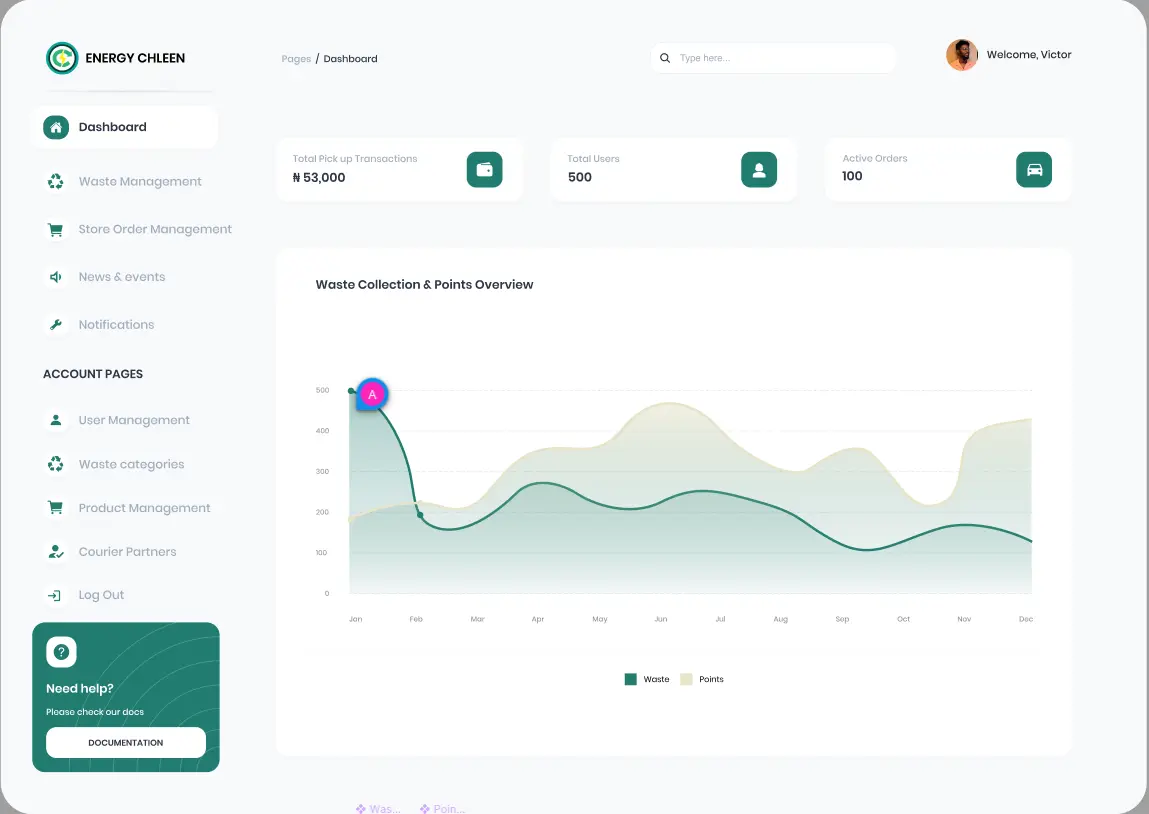 ENERGY CHLEEN
Pages / Dashboard
Type here...
Welcome, Victor
Dashboard
Waste Management
Store Order Management
News & events
Notifications
ACCOUNT PAGES
User Management
Waste categories
Product Management
Courier Partners
Log Out
?
Need help?
Please check our docs
DOCUMENTATION
Total Pick up Transactions
₦ 53,000
Total Users
500
Active Orders
100
Waste Collection & Points Overview
A
500
400
300
200
100
0
Jan Feb Mar Apr May Jun Jul Aug Sep Oct Nov Dec
Waste Points
Was... Poin...